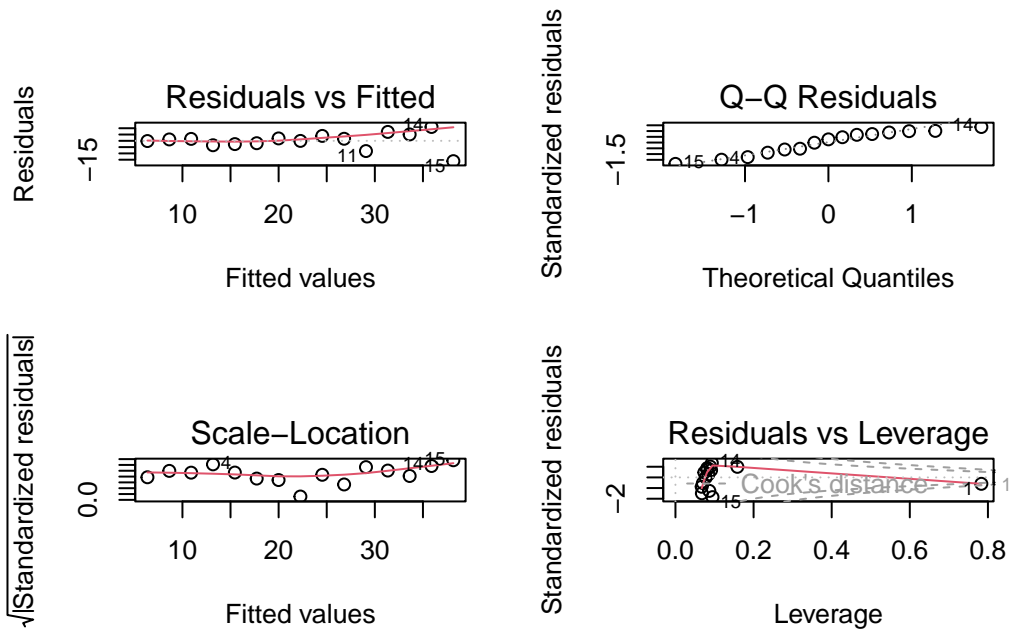 Residuals vs Fitted
Residuals
−15
14
11
15
10 20 30
Fitted values
Q−Q Residuals
Standardized residuals
−1.5
14
15
4
−1 0 1
Theoretical Quantiles
Scale−Location
√|Standardized residuals|
0.0
4
14
15
10 20 30
Fitted values
Residuals vs Leverage
Standardized residuals
−2
14
Cook's distance
1
15
1
0.0 0.2 0.4 0.6 0.8
Leverage